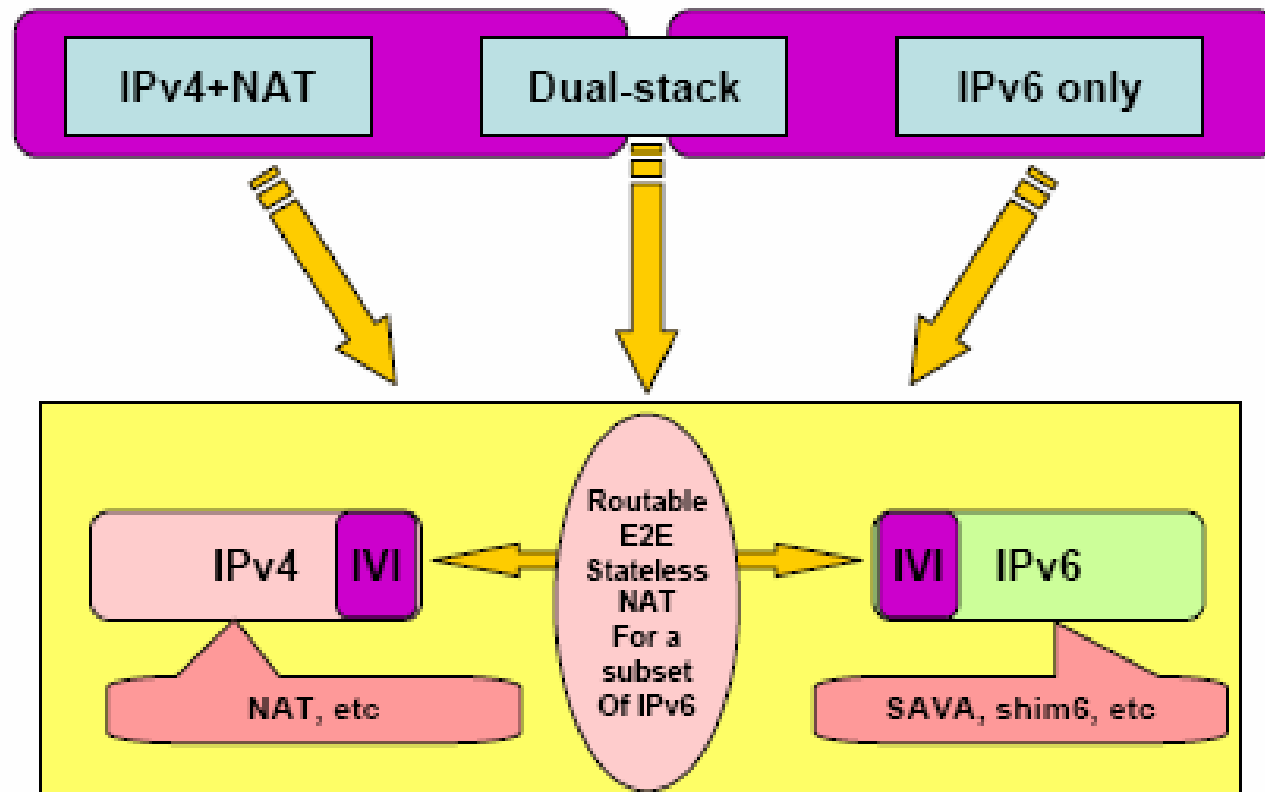 IPv4+NAT
Dual-stack
IPv6 only
Routable
E2E
Stateless
NAT
For a
subset
Of IPv6
IPv4
IVI
IVI
IPv6
NAT, etc
SAVA, shim6, etc